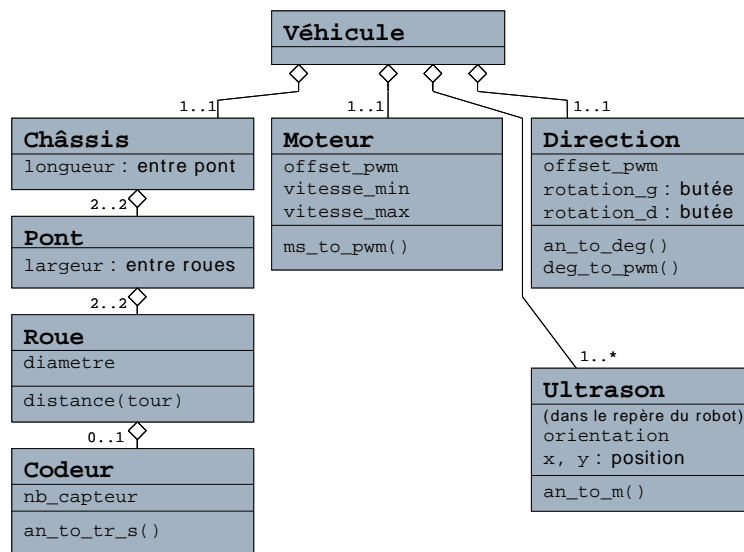 Véhicule
1..1
1..1
1..1
Châssis
longueur : entre pont
2..2
Pont
largeur : entre roues
2..2
Roue
diametre
distance(tour)
0..1
Codeur
nb_capteur
an_to_tr_s()
Moteur
offset_pwm
vitesse_min
vitesse_max
ms_to_pwm()
Direction
offset_pwm
rotation_g : butée
rotation_d : butée
an_to_deg()
deg_to_pwm()
1..*
Ultrason
(dans le repère du robot)
orientation
x, y : position
an_to_m()